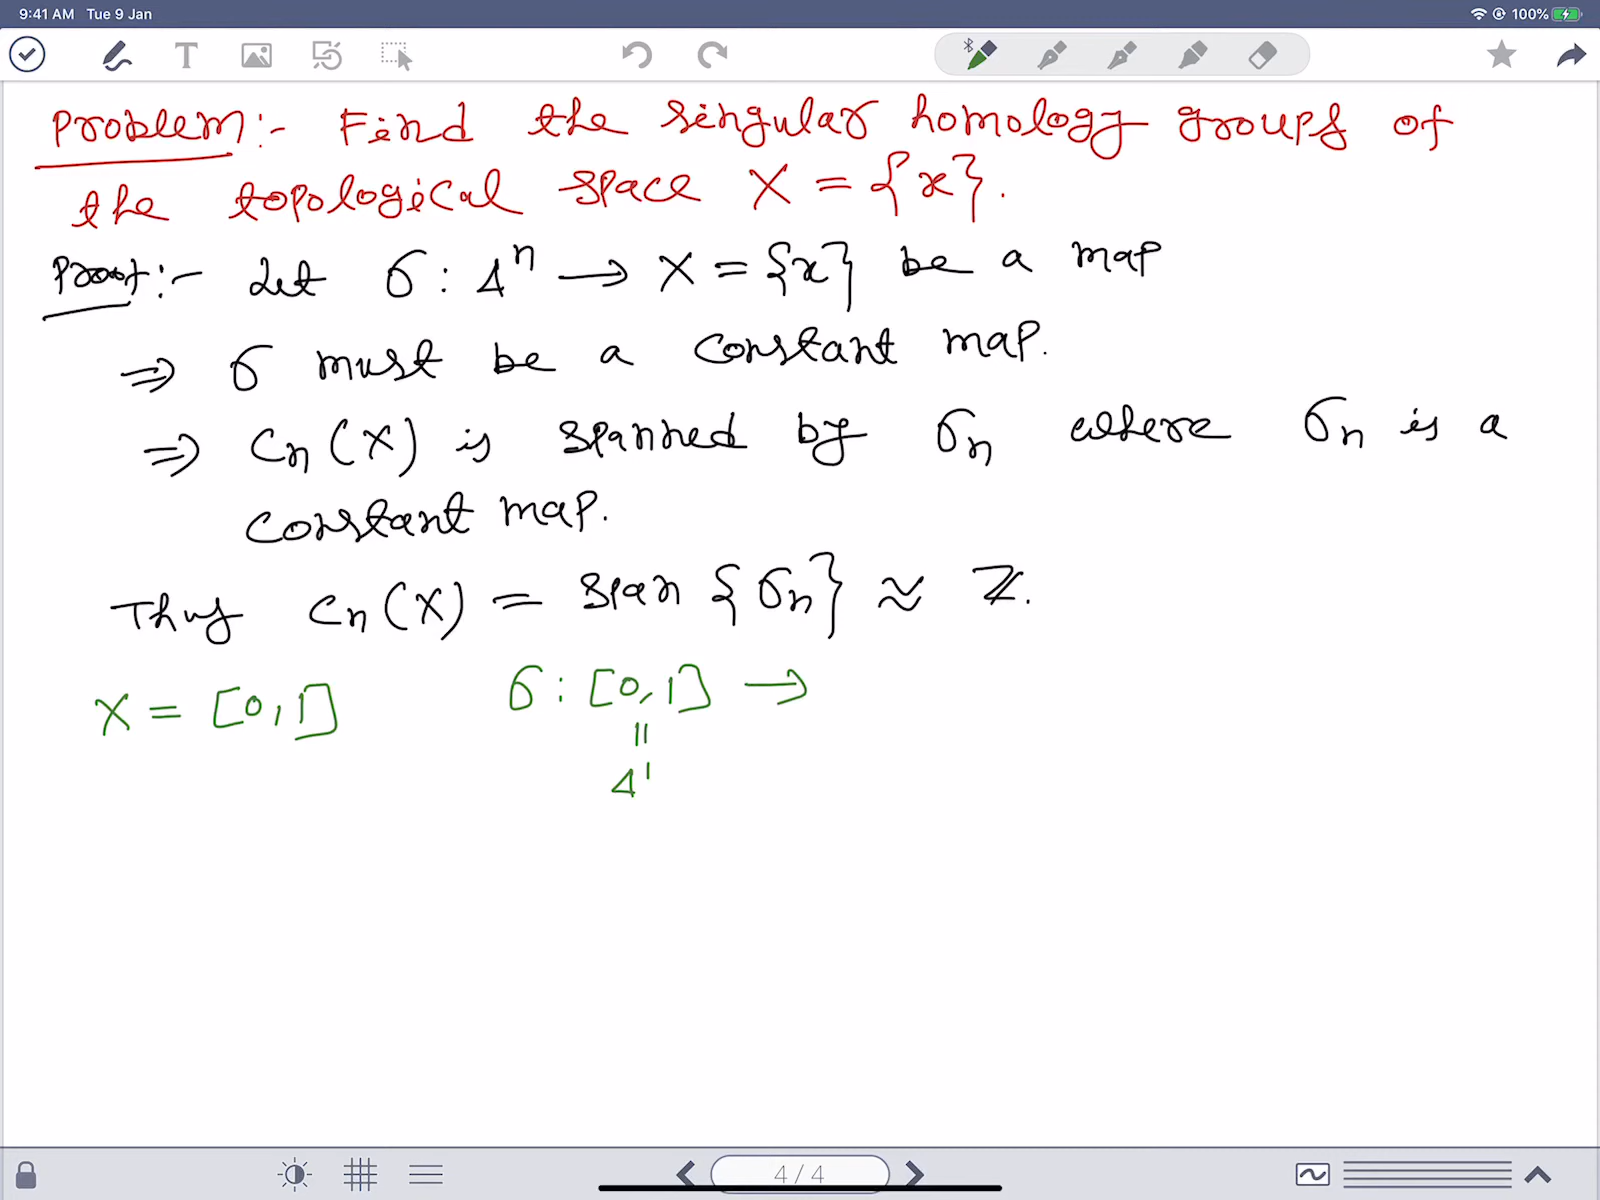 9:41 AM Tue 9 Jan 100%
T
Problem:- Find the singular homology groups of
the topological space X = {x}.
Proof:- Let σ : Δⁿ → X = {x} be a map
⇒ σ must be a constant map.
⇒ Cₙ(X) is spanned by σₙ where σₙ is a
constant map.
Thus Cₙ(X) = span {σₙ} ≈ ℤ.
X = [0,1] σ : [0,1] →
||
Δ¹
4 / 4